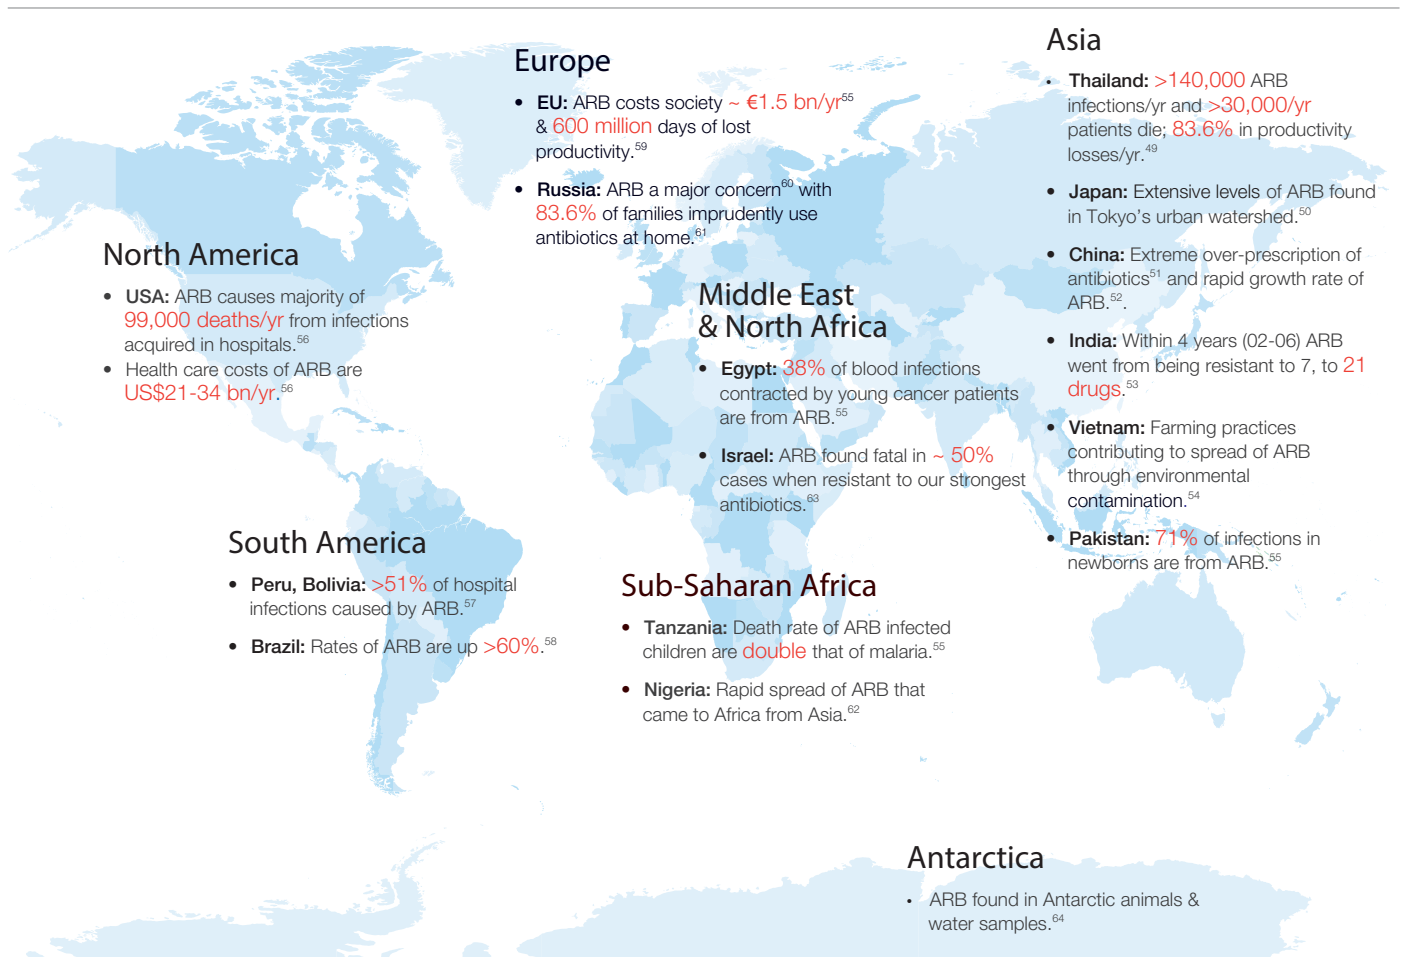 Europe
• EU: ARB costs society ~ €1.5 bn/yr55
& 600 million days of lost
productivity.59
• Russia: ARB a major concern60 with
83.6% of families imprudently use
antibiotics at home.61
Asia
• Thailand: >140,000 ARB
infections/yr and >30,000/yr
patients die; 83.6% in productivity
losses/yr.49
• Japan: Extensive levels of ARB found
in Tokyo’s urban watershed.50
• China: Extreme over-prescription of
antibiotics51 and rapid growth rate of
ARB.52.
• India: Within 4 years (02-06) ARB
went from being resistant to 7, to 21
drugs.53
• Vietnam: Farming practices
contributing to spread of ARB
through environmental
contamination.54
• Pakistan: 71% of infections in
newborns are from ARB.55
North America
• USA: ARB causes majority of
99,000 deaths/yr from infections
acquired in hospitals.56
• Health care costs of ARB are
US$21-34 bn/yr.56
Middle East
& North Africa
• Egypt: 38% of blood infections
contracted by young cancer patients
are from ARB.55
• Israel: ARB found fatal in ~ 50%
cases when resistant to our strongest
antibiotics.63
South America
• Peru, Bolivia: >51% of hospital
infections caused by ARB.57
• Brazil: Rates of ARB are up >60%.58
Sub-Saharan Africa
• Tanzania: Death rate of ARB infected
children are double that of malaria.55
• Nigeria: Rapid spread of ARB that
came to Africa from Asia.62
Antarctica
• ARB found in Antarctic animals &
water samples.64